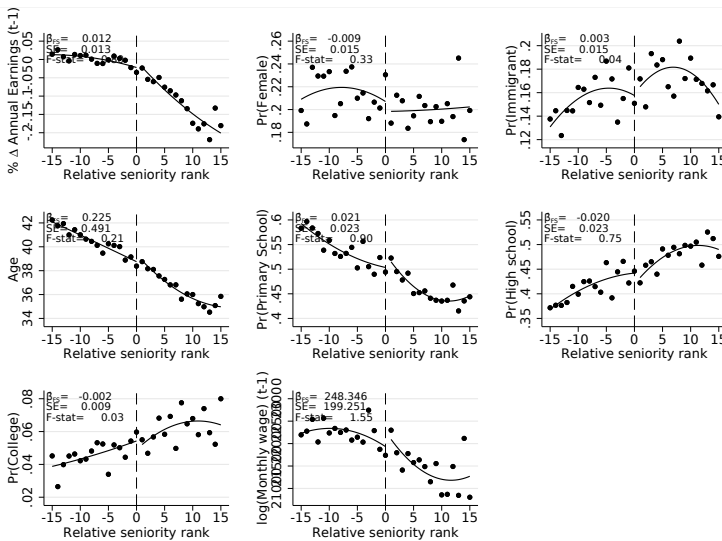 % Δ Annual Earnings (t-1)
β_FS= 0.012
SE= 0.013
F-stat=
-15 -10 -5 0 5 10 15
Relative seniority rank
Pr(Female)
.26
.24
.22
.2
.18
β_FS= -0.009
SE= 0.015
F-stat= 0.33
-15 -10 -5 0 5 10 15
Relative seniority rank
Pr(Immigrant)
.2
.18
.16
.14
.12
β_FS= 0.003
SE= 0.015
F-stat= 0.04
-15 -10 -5 0 5 10 15
Relative seniority rank
Age
42
40
38
36
34
β_FS= 0.225
SE= 0.491
F-stat= 0.21
-15 -10 -5 0 5 10 15
Relative seniority rank
Pr(Primary School)
.6
.55
.5
.45
.4
β_FS= 0.021
SE= 0.023
F-stat= 0.90
-15 -10 -5 0 5 10 15
Relative seniority rank
Pr(High school)
.55
.5
.45
.4
.35
β_FS= -0.020
SE= 0.023
F-stat= 0.75
-15 -10 -5 0 5 10 15
Relative seniority rank
Pr(College)
.08
.06
.04
.02
β_FS= -0.002
SE= 0.009
F-stat= 0.03
-15 -10 -5 0 5 10 15
Relative seniority rank
log(Monthly wage) (t-1)
β_FS= 248.346
SE= 199.251
F-stat= 1.55
-15 -10 -5 0 5 10 15
Relative seniority rank